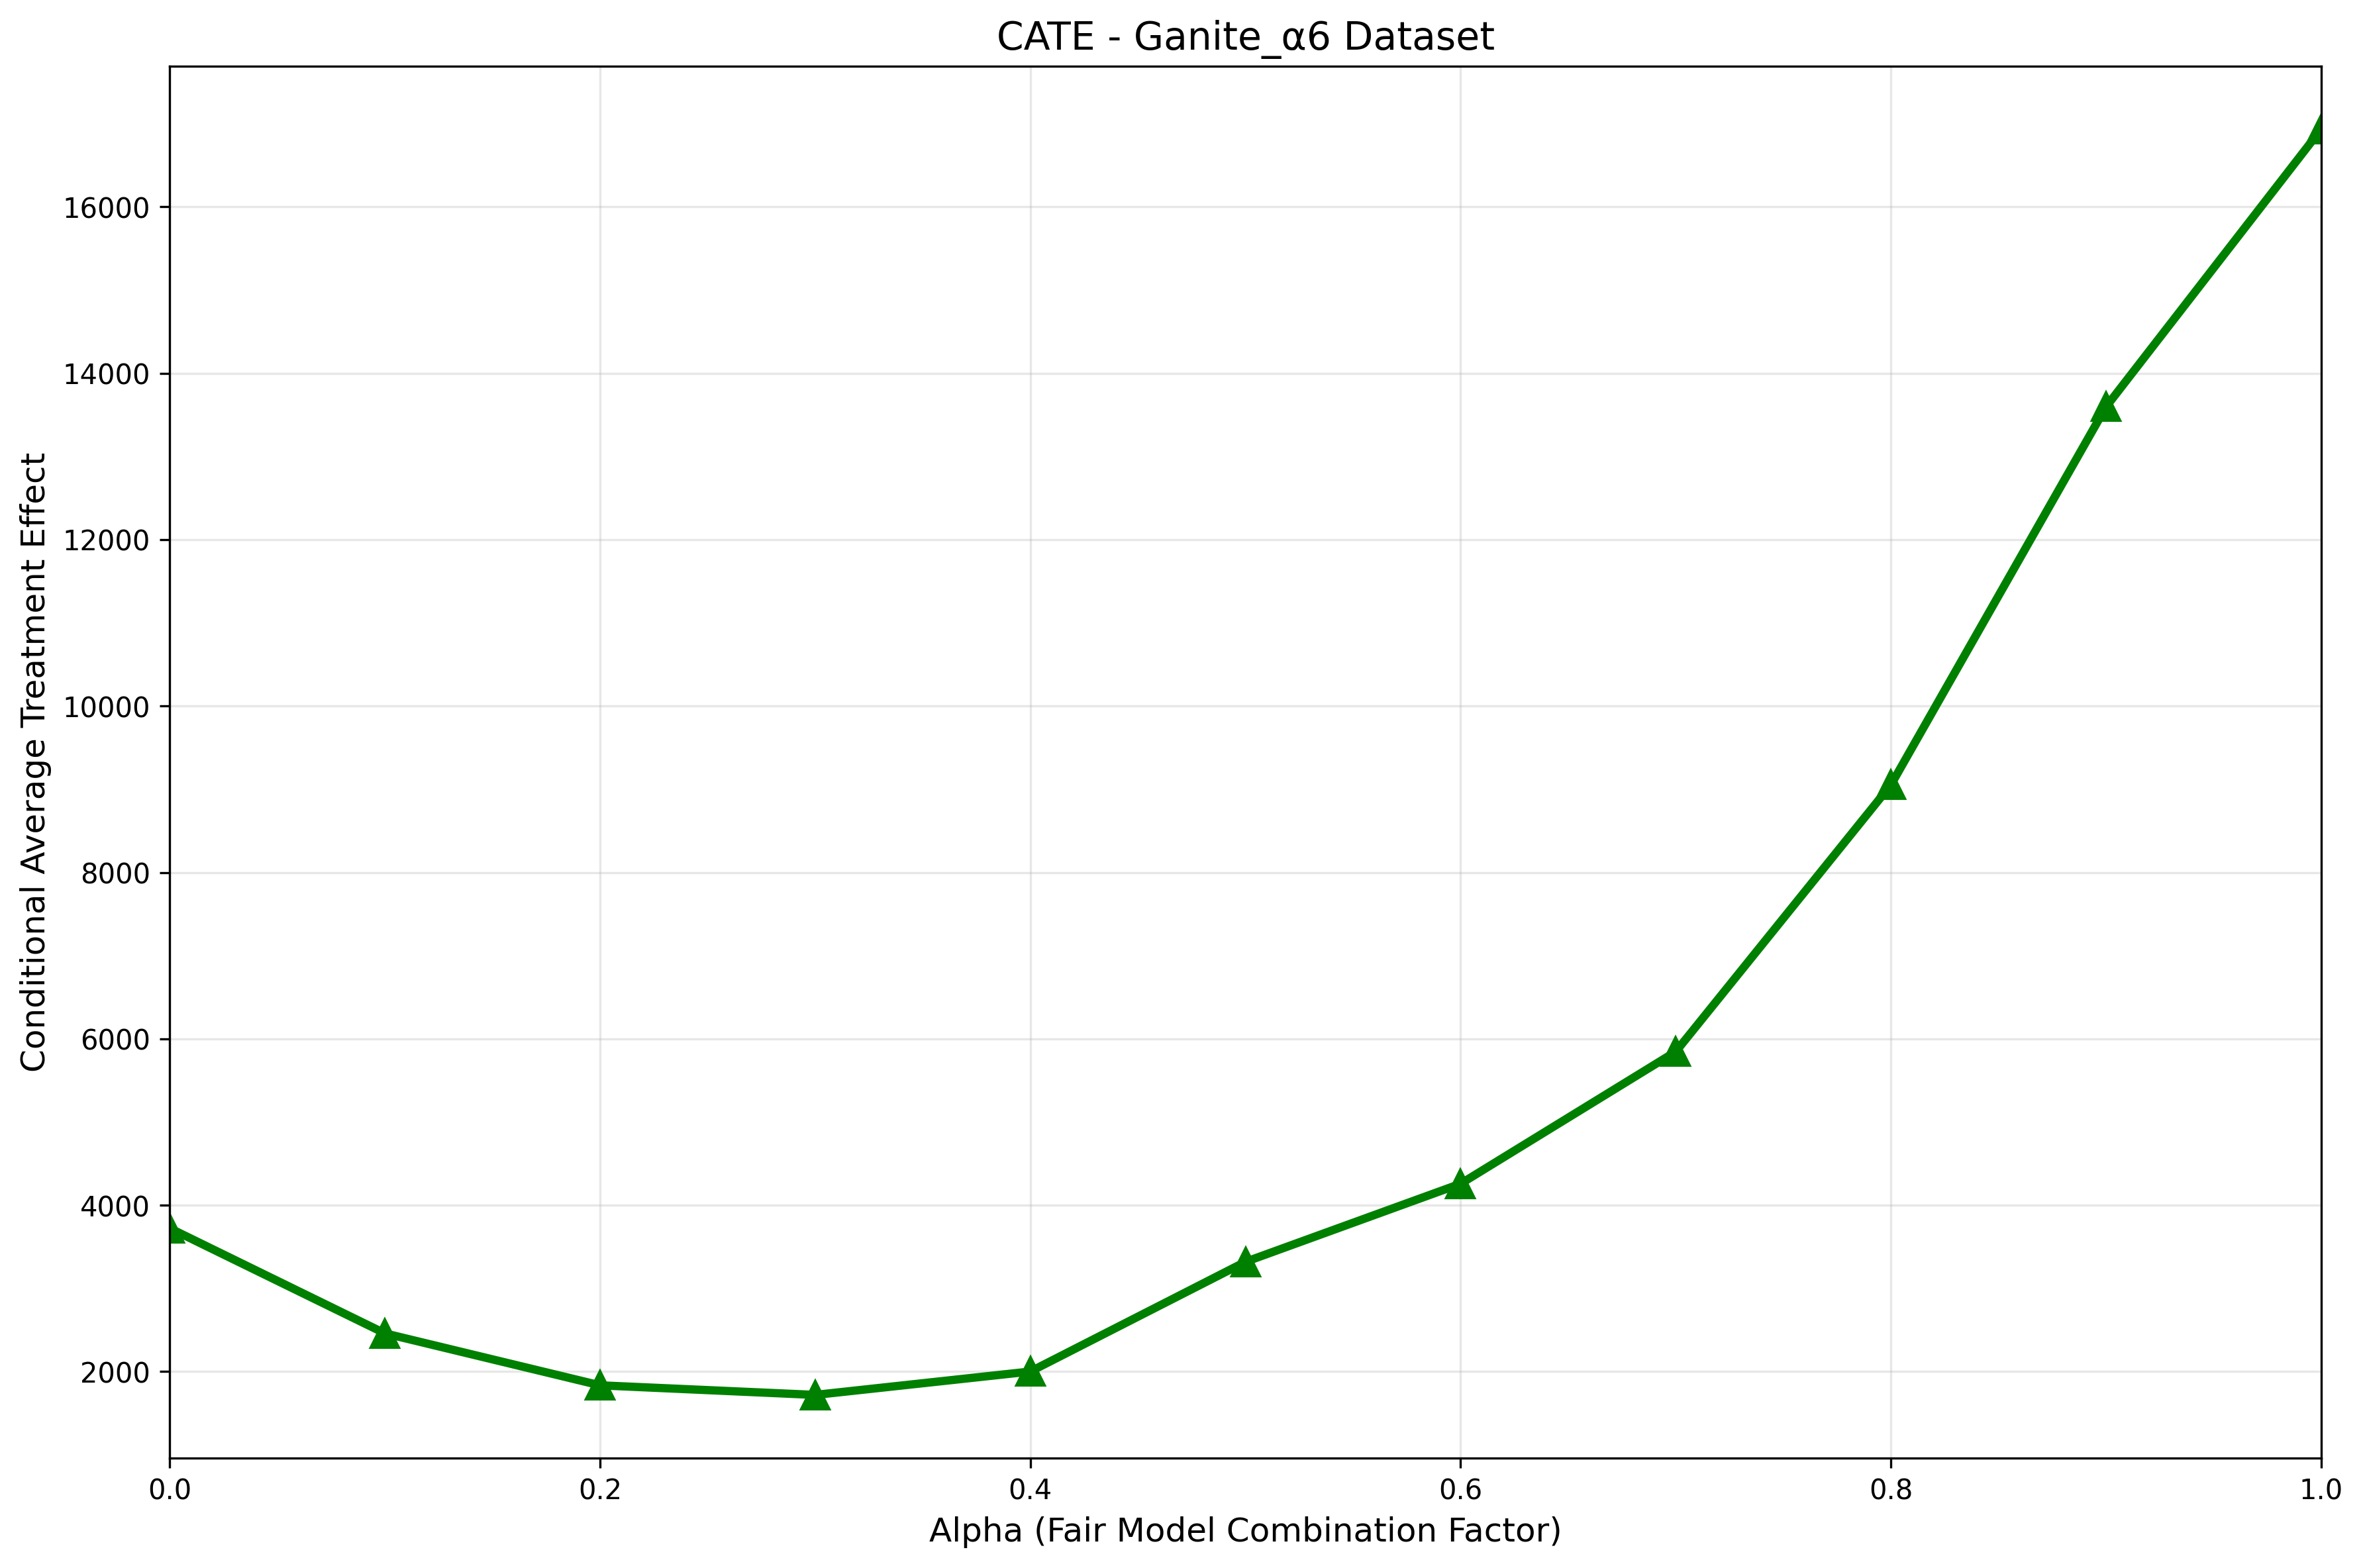 CATE - Ganite_α6 Dataset
Conditional Average Treatment Effect
16000
14000
12000
10000
8000
6000
4000
2000
0.0 0.2 0.4 0.6 0.8 1.0
Alpha (Fair Model Combination Factor)